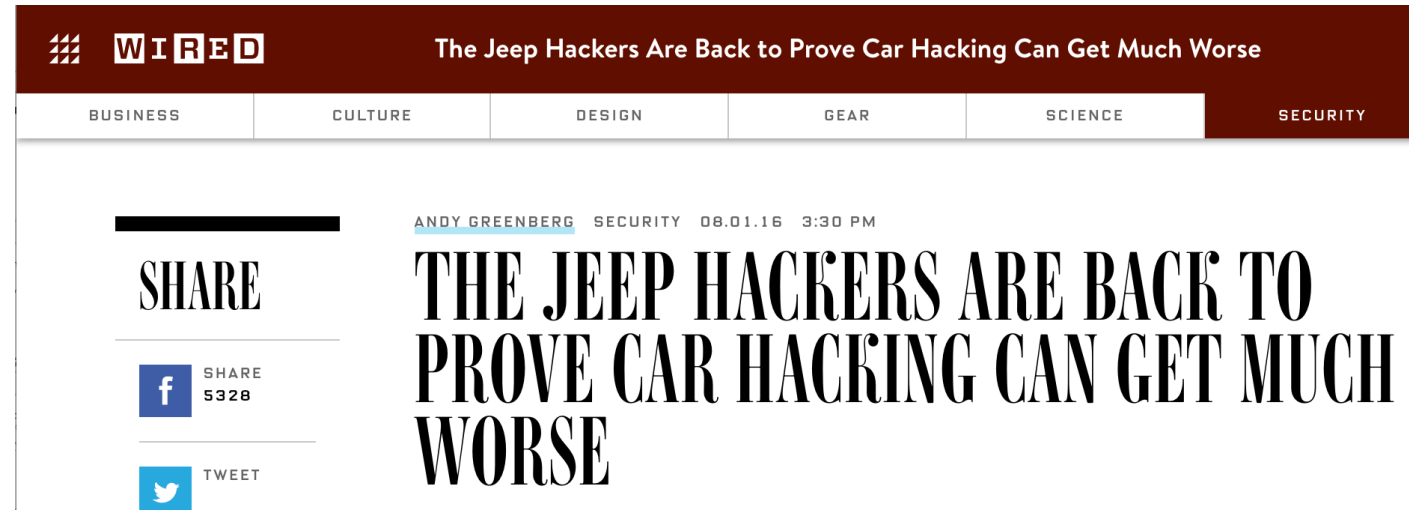 WIRED The Jeep Hackers Are Back to Prove Car Hacking Can Get Much Worse
BUSINESS CULTURE DESIGN GEAR SCIENCE SECURITY
SHARE
SHARE
5328
TWEET
ANDY GREENBERG SECURITY 08.01.16 3:30 PM
THE JEEP HACKERS ARE BACK TO
PROVE CAR HACKING CAN GET MUCH
WORSE